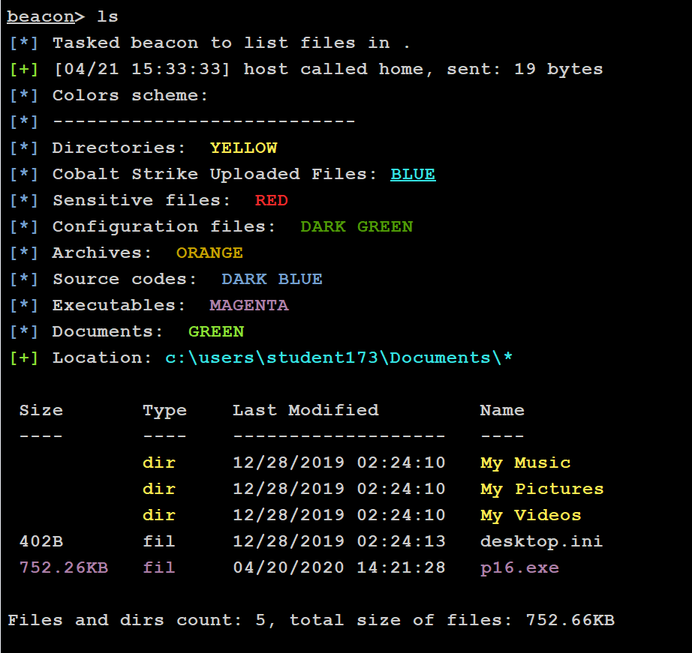 beacon> ls
[*] Tasked beacon to list files in .
[+] [04/21 15:33:33] host called home, sent: 19 bytes
[*] Colors scheme:
[*] ---------------------------
[*] Directories:  YELLOW
[*] Cobalt Strike Uploaded Files: BLUE
[*] Sensitive files:  RED
[*] Configuration files:  DARK GREEN
[*] Archives:  ORANGE
[*] Source codes:  DARK BLUE
[*] Executables:  MAGENTA
[*] Documents:  GREEN
[+] Location: c:\users\student173\Documents\*
Size       Type    Last Modified         Name
----       ----    -------------------   ----
           dir     12/28/2019 02:24:10   My Music
           dir     12/28/2019 02:24:10   My Pictures
           dir     12/28/2019 02:24:10   My Videos
402B       fil     12/28/2019 02:24:13   desktop.ini
752.26KB   fil     04/20/2020 14:21:28   p16.exe
Files and dirs count: 5, total size of files: 752.66KB